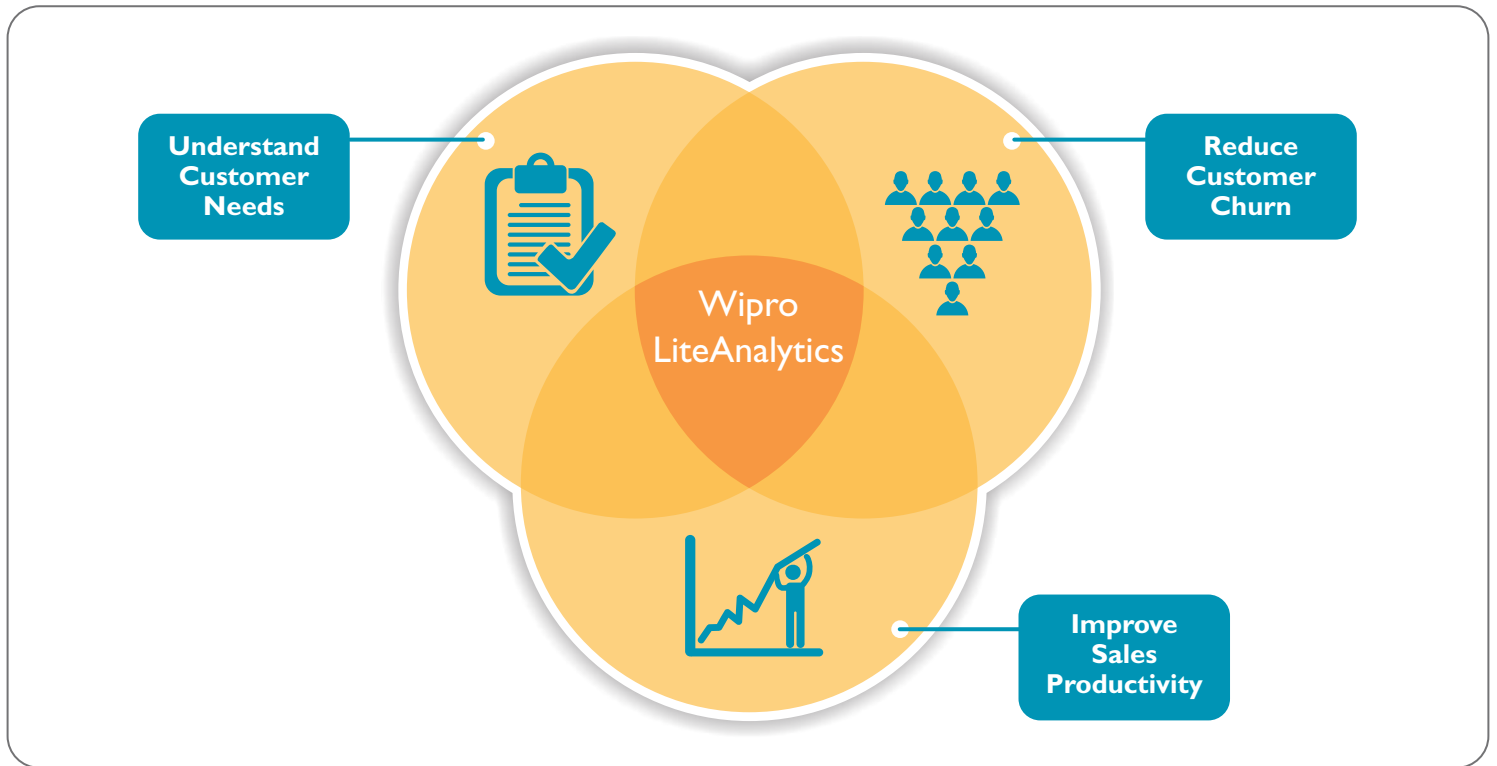 Understand
Customer
Needs
Reduce
Customer
Churn
Wipro
LiteAnalytics
Improve
Sales
Productivity